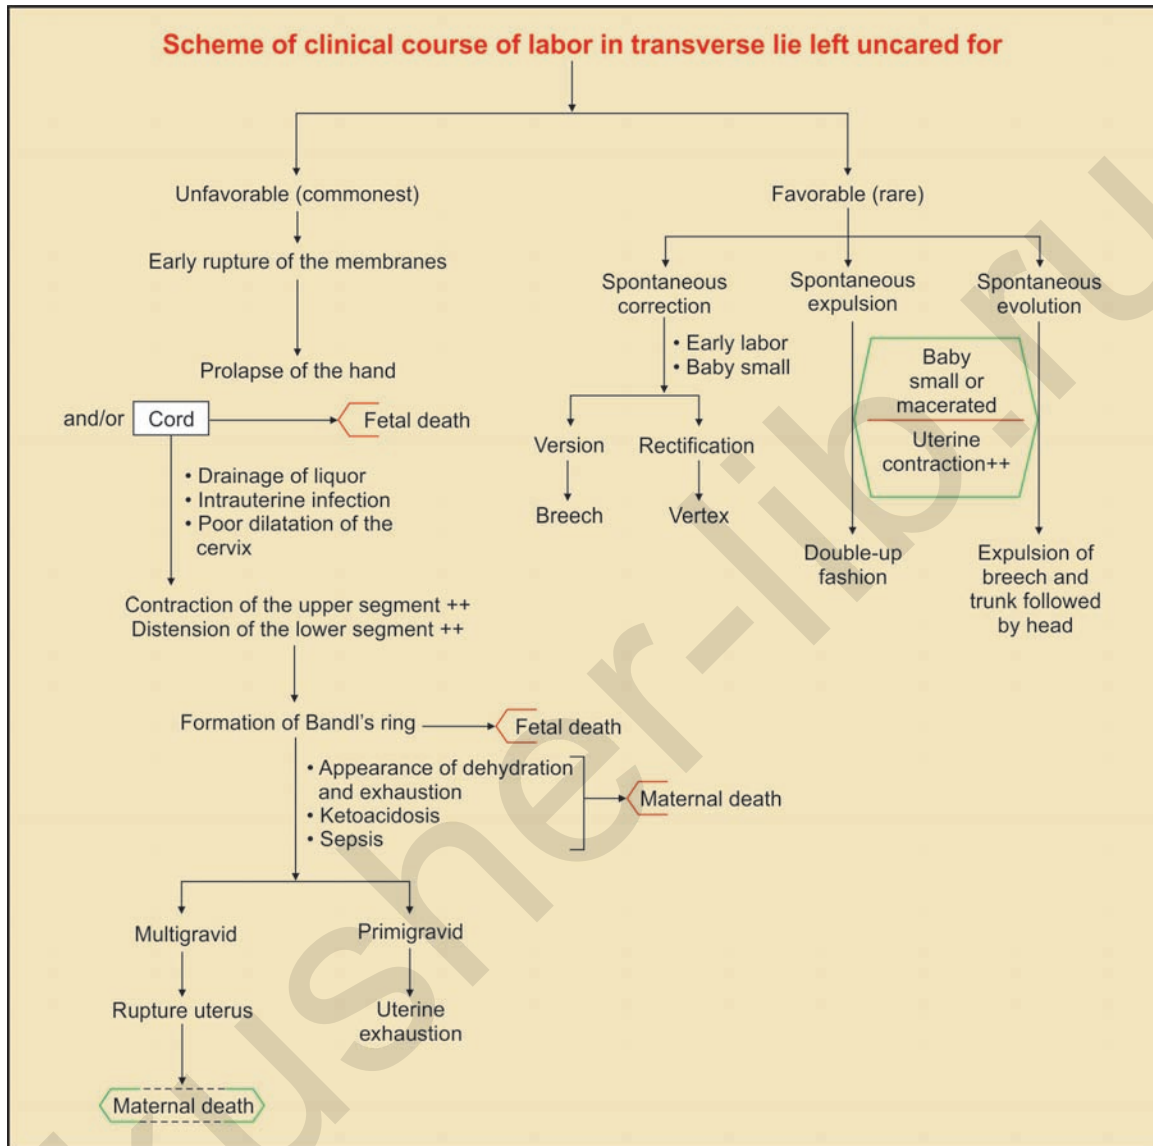 Scheme of clinical course of labor in transverse lie left uncared for
Unfavorable (commonest)
Early rupture of the membranes
Prolapse of the hand
and/or Cord
Fetal death
• Drainage of liquor
• Intrauterine infection
• Poor dilatation of the
cervix
Contraction of the upper segment ++
Distension of the lower segment ++
Formation of Bandl's ring
Fetal death
• Appearance of dehydration
and exhaustion
• Ketoacidosis
• Sepsis
Maternal death
Multigravid
Rupture uterus
Maternal death
Primigravid
Uterine
exhaustion
Favorable (rare)
Spontaneous
correction
• Early labor
• Baby small
Version
Breech
Rectification
Vertex
Spontaneous
expulsion
Double-up
fashion
Baby
small or
macerated
Uterine
contraction++
Spontaneous
evolution
Expulsion of
breech and
trunk followed
by head
kusher-lib.ru